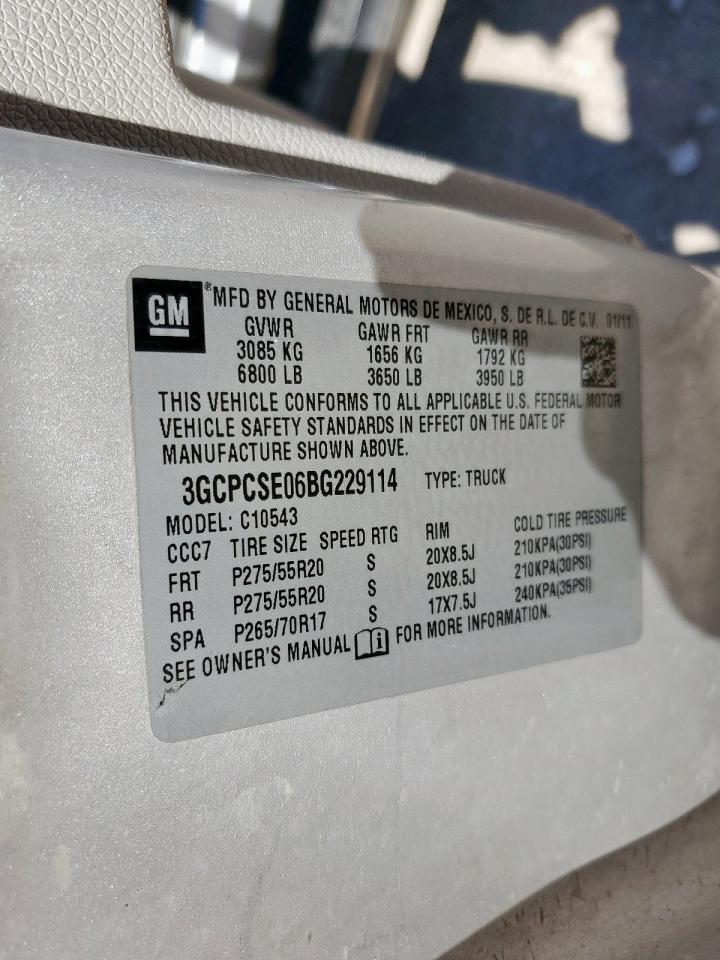 GM ® MFD BY GENERAL MOTORS DE MEXICO, S. DE R.L. DE C.V. 01/11
GVWR GAWR FRT GAWR RR
3085 KG 1656 KG 1792 KG
6800 LB 3650 LB 3950 LB
THIS VEHICLE CONFORMS TO ALL APPLICABLE U.S. FEDERAL MOTOR
VEHICLE SAFETY STANDARDS IN EFFECT ON THE DATE OF
MANUFACTURE SHOWN ABOVE.
3GCPCSE06BG229114 TYPE: TRUCK
MODEL: C10543
CCC7 TIRE SIZE SPEED RTG RIM COLD TIRE PRESSURE
FRT P275/55R20 S 20X8.5J 210KPA(30PSI)
RR P275/55R20 S 20X8.5J 210KPA(30PSI)
SPA P265/70R17 S 17X7.5J 240KPA(35PSI)
SEE OWNER'S MANUAL i FOR MORE INFORMATION.